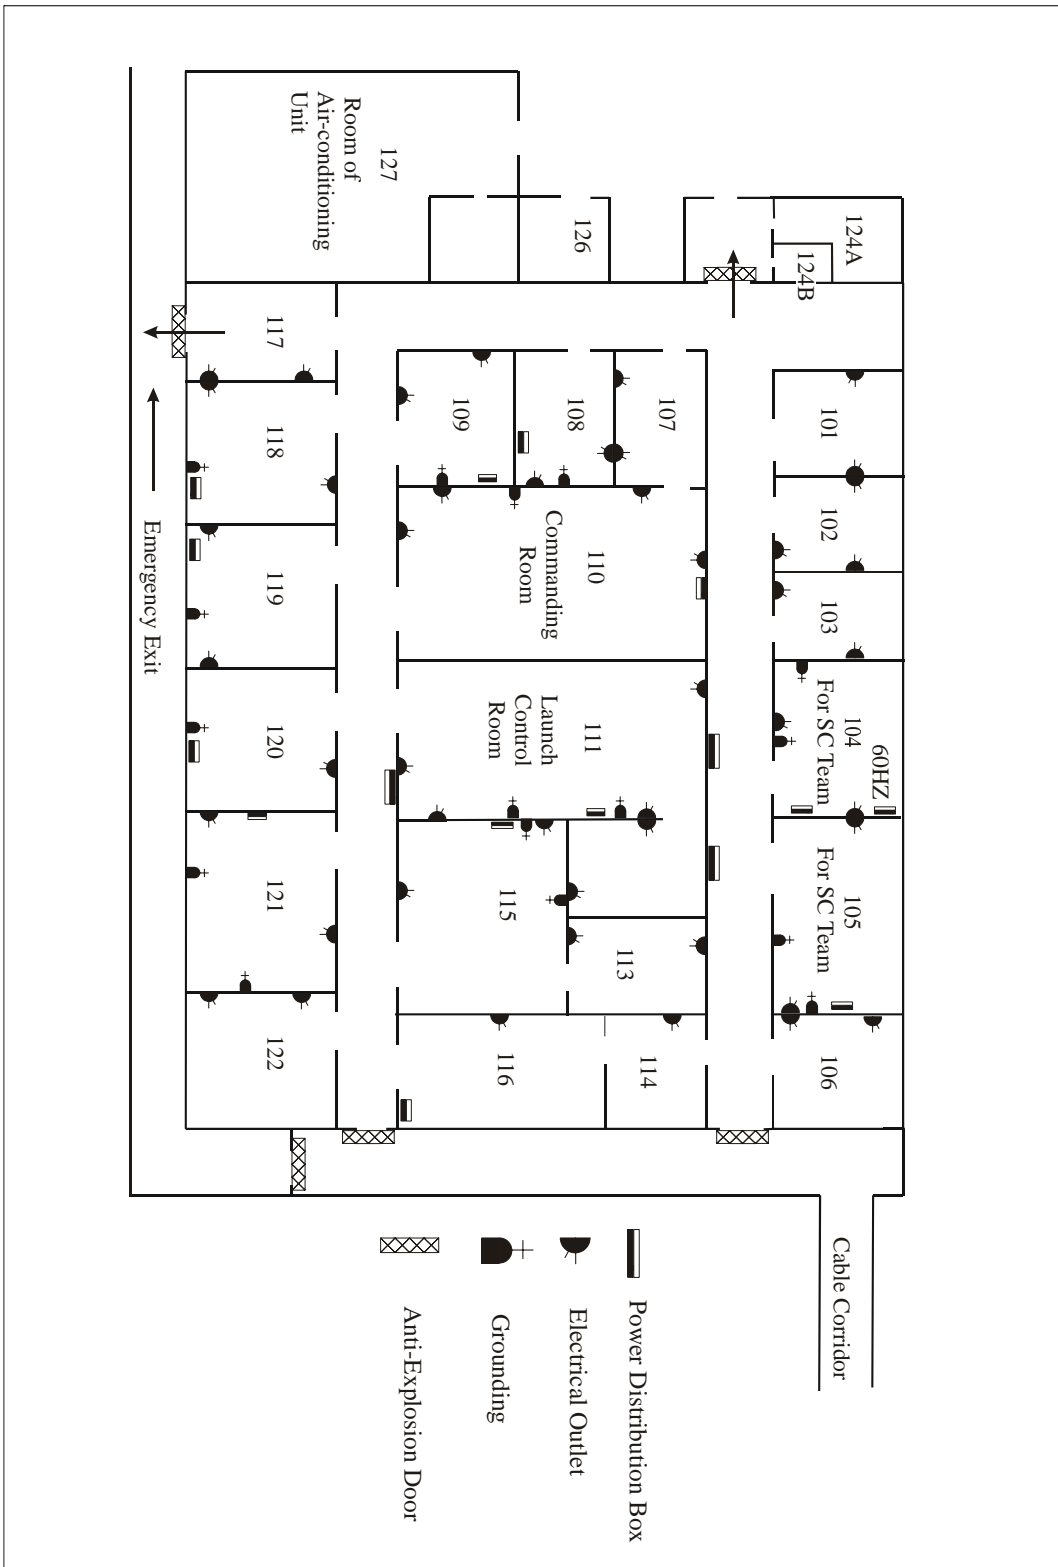 124A
124B
101
102
103
104
For SC Team
60HZ
105
For SC Team
106
Cable Corridor
126
107
108
109
110
Commanding
Room
111
Launch
Control
Room
113
115
114
116
127
Room of
Air-conditioning
Unit
117
118
119
120
121
122
Emergency Exit
Power Distribution Box
Electrical Outlet
Grounding
Anti-Explosion Door